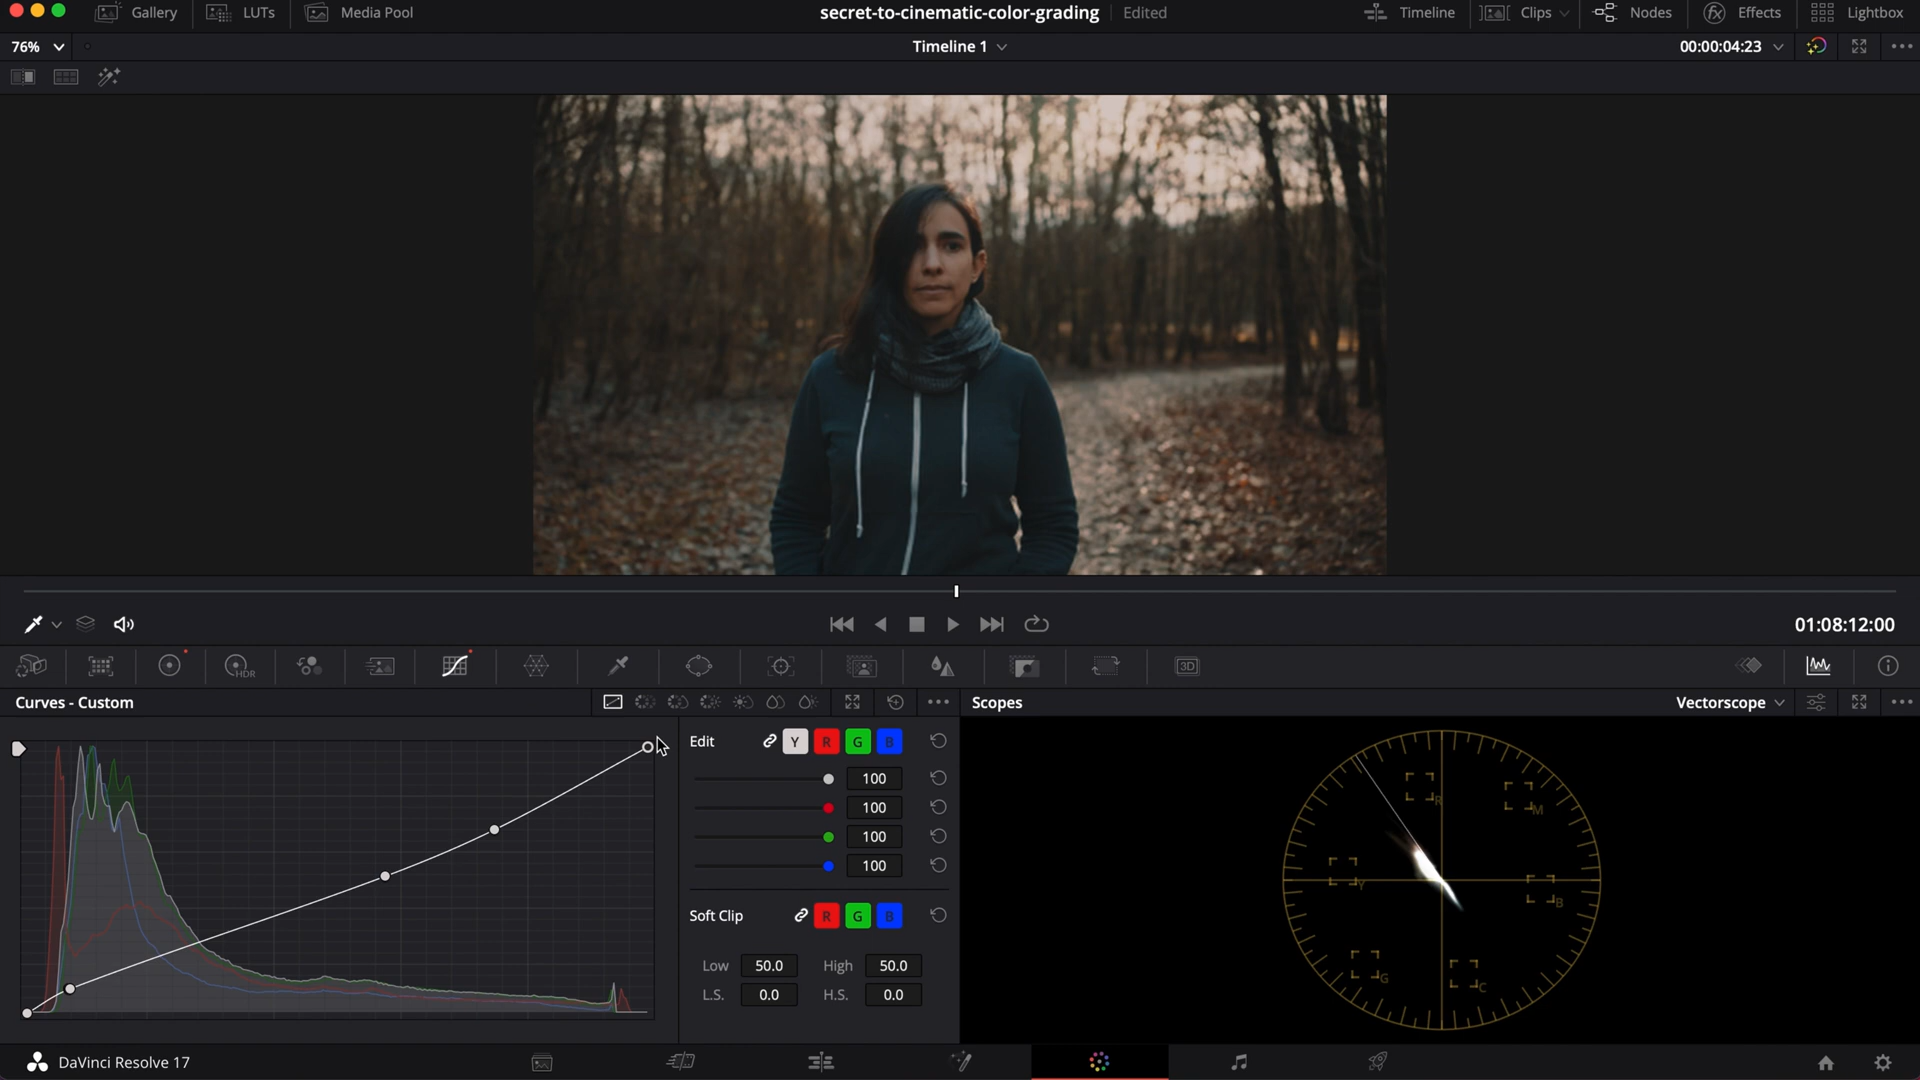 Gallery LUTs Media Pool secret-to-cinematic-color-grading Edited Timeline Clips Nodes Effects Lightbox
76% Timeline 1 00:00:04:23
01:08:12:00
HDR 3D
Curves - Custom
Edit Y R G B
100
100
100
100
Soft Clip R G B
Low 50.0 High 50.0
L.S. 0.0 H.S. 0.0
Scopes Vectorscope
R M
Y B
G C
DaVinci Resolve 17